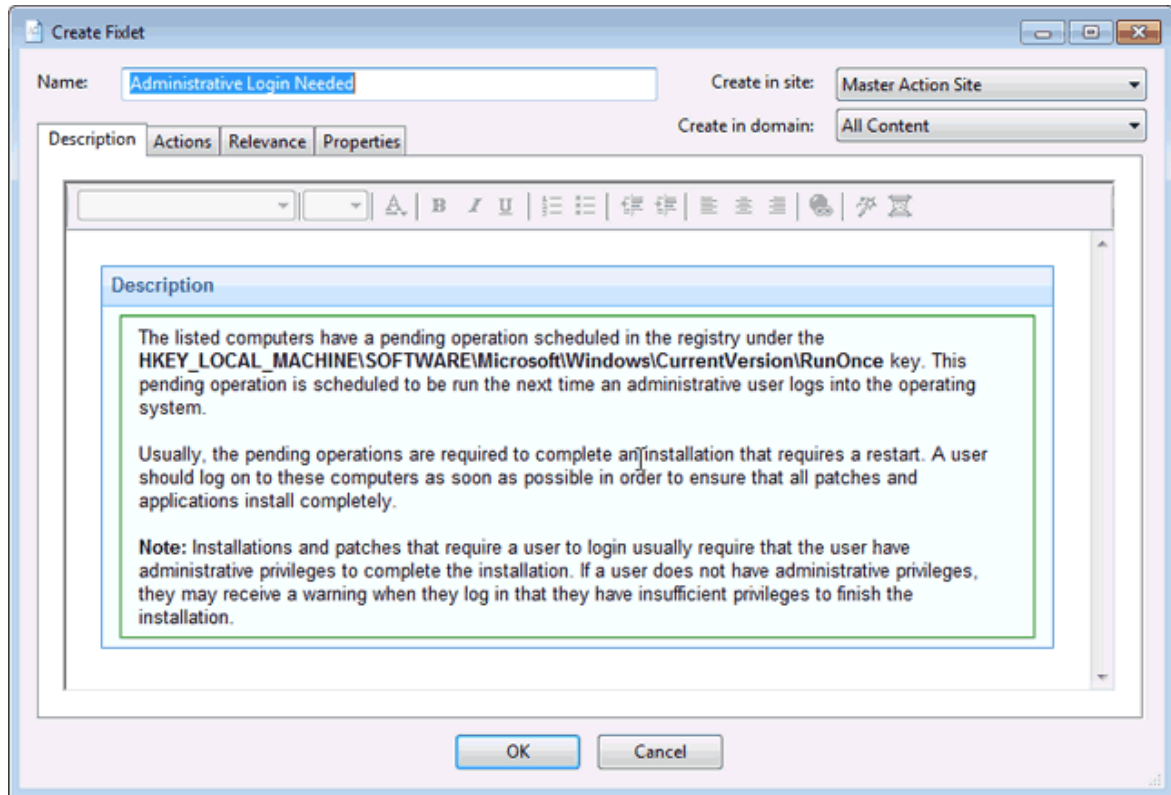 Create Fixlet
Name: Administrative Login Needed
Create in site: Master Action Site
Create in domain: All Content
Description Actions Relevance Properties
A B I U
Description
The listed computers have a pending operation scheduled in the registry under the
HKEY_LOCAL_MACHINE\SOFTWARE\Microsoft\Windows\CurrentVersion\RunOnce key. This
pending operation is scheduled to be run the next time an administrative user logs into the operating
system.
Usually, the pending operations are required to complete an installation that requires a restart. A user
should log on to these computers as soon as possible in order to ensure that all patches and
applications install completely.
Note: Installations and patches that require a user to login usually require that the user have
administrative privileges to complete the installation. If a user does not have administrative privileges,
they may receive a warning when they log in that they have insufficient privileges to finish the
installation.
OK Cancel